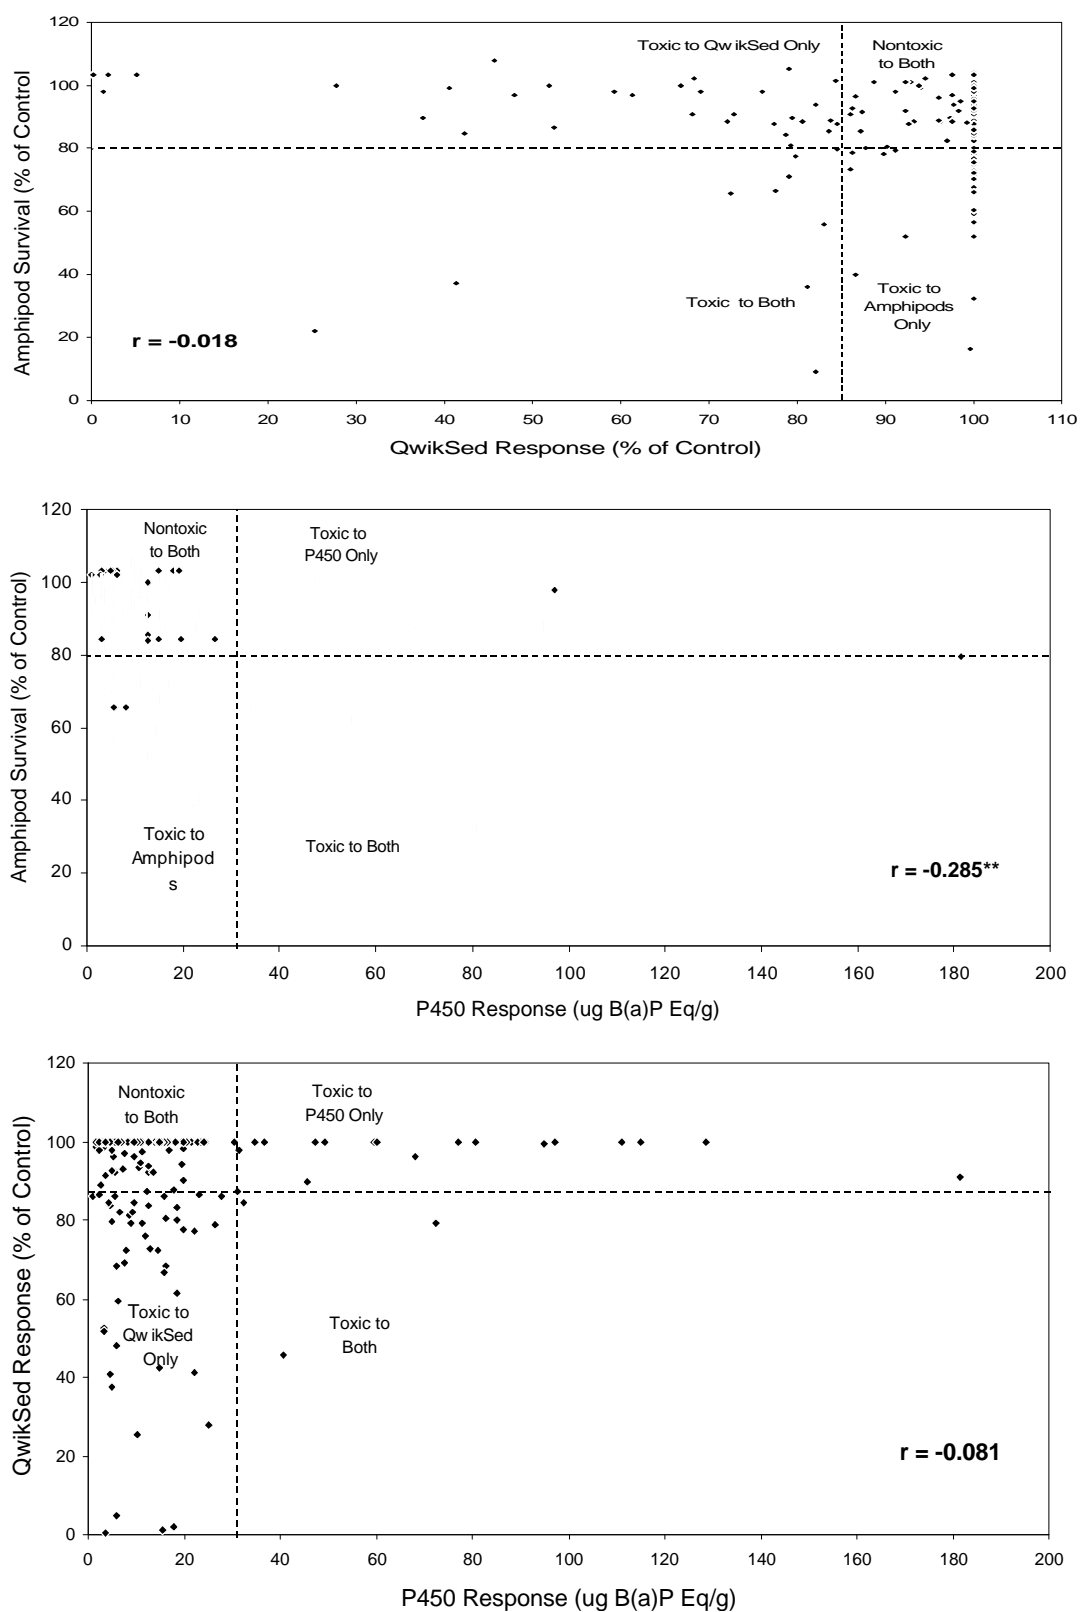 120
100
80
60
40
20
0
Amphipod Survival (% of Control)
Toxic to Qw ikSed Only
Nontoxic
to Both
Toxic to Both
Toxic to
Amphipods
Only
r = -0.018
0 10 20 30 40 50 60 70 80 90 100 110
QwikSed Response (% of Control)
120
100
80
60
40
20
0
Amphipod Survival (% of Control)
Nontoxic
to Both
Toxic to
P450 Only
Toxic to
Amphipod
s
Toxic to Both
r = -0.285**
0 20 40 60 80 100 120 140 160 180 200
P450 Response (ug B(a)P Eq/g)
120
100
80
60
40
20
0
QwikSed Response (% of Control)
Nontoxic
to Both
Toxic to
P450 Only
Toxic to
Qw ikSed
Only
Toxic to
Both
r = -0.081
0 20 40 60 80 100 120 140 160 180 200
P450 Response (ug B(a)P Eq/g)